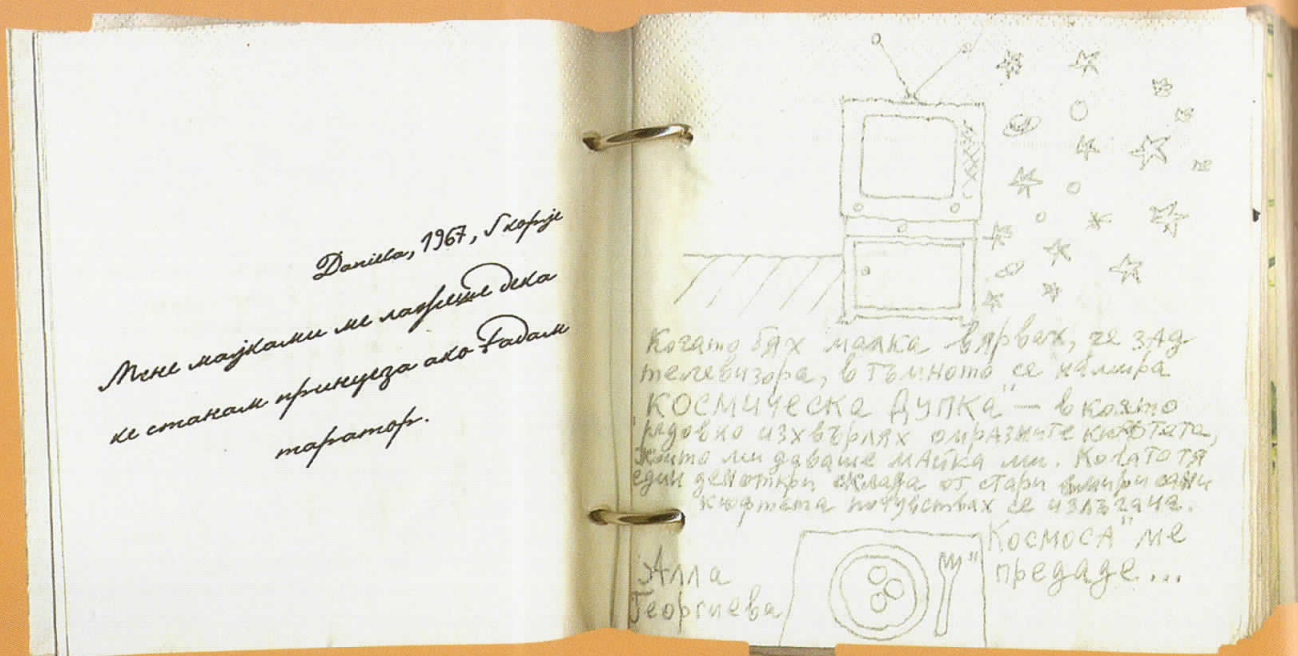 Daniela, 1967, Skopje
Мене мајками ме лажеше дека
ќе станам принцеза ако јадам
таратор.
Когато бях малка вярвах, че зад
телевизора, в тъмното се намира
"КОСМИЧЕСКА ДУПКА" – в която
редовно изхвърлях омразните кюфтета,
които ми даваше майка ми. Когато тя
един ден откри склада от стари вмирисани
кюфтета почувствах се излъгана.
"Космоса" ме
предаде...
Алла
Георгиева